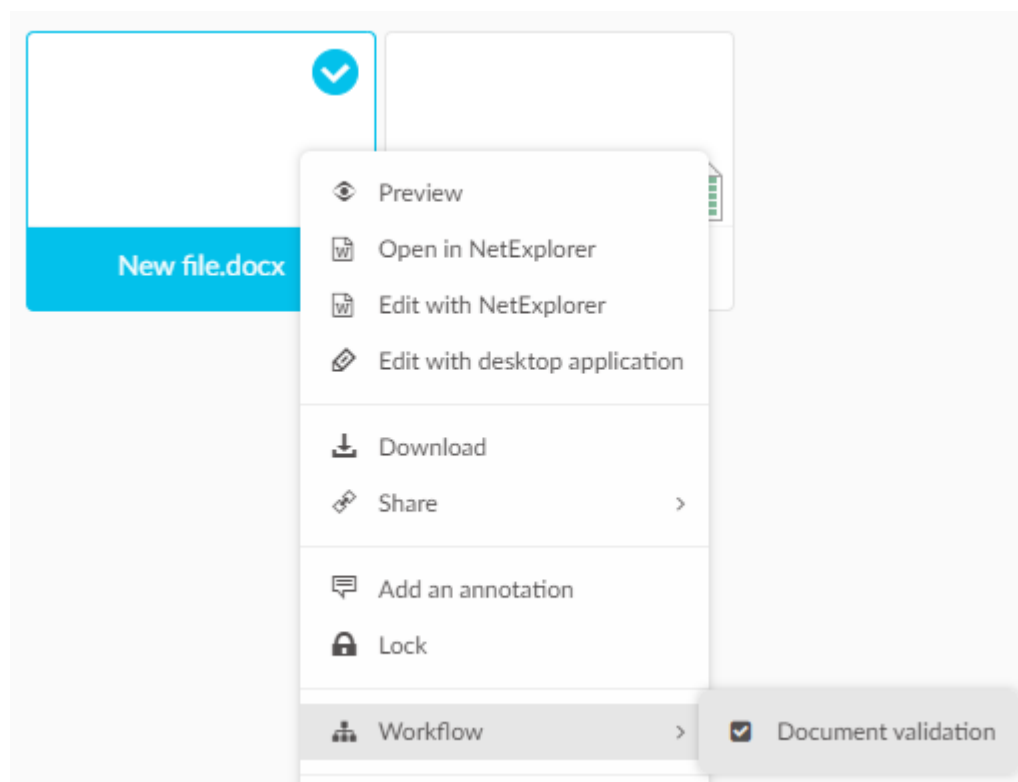 New file.docx
Preview
Open in NetExplorer
Edit with NetExplorer
Edit with desktop application
Download
Share
Add an annotation
Lock
Workflow
Document validation